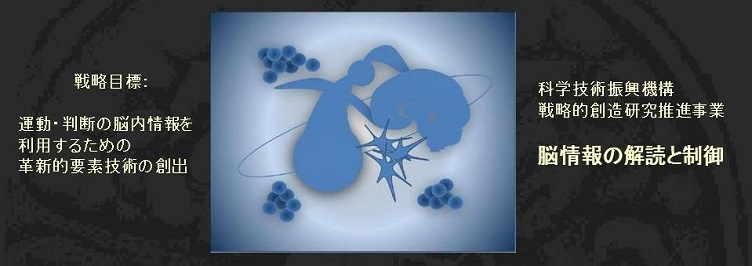 戦略目標:
運動・判断の脳内情報を
利用するための
革新的要素技術の創出
科学技術振興機構
戦略的創造研究推進事業
脳情報の解読と制御